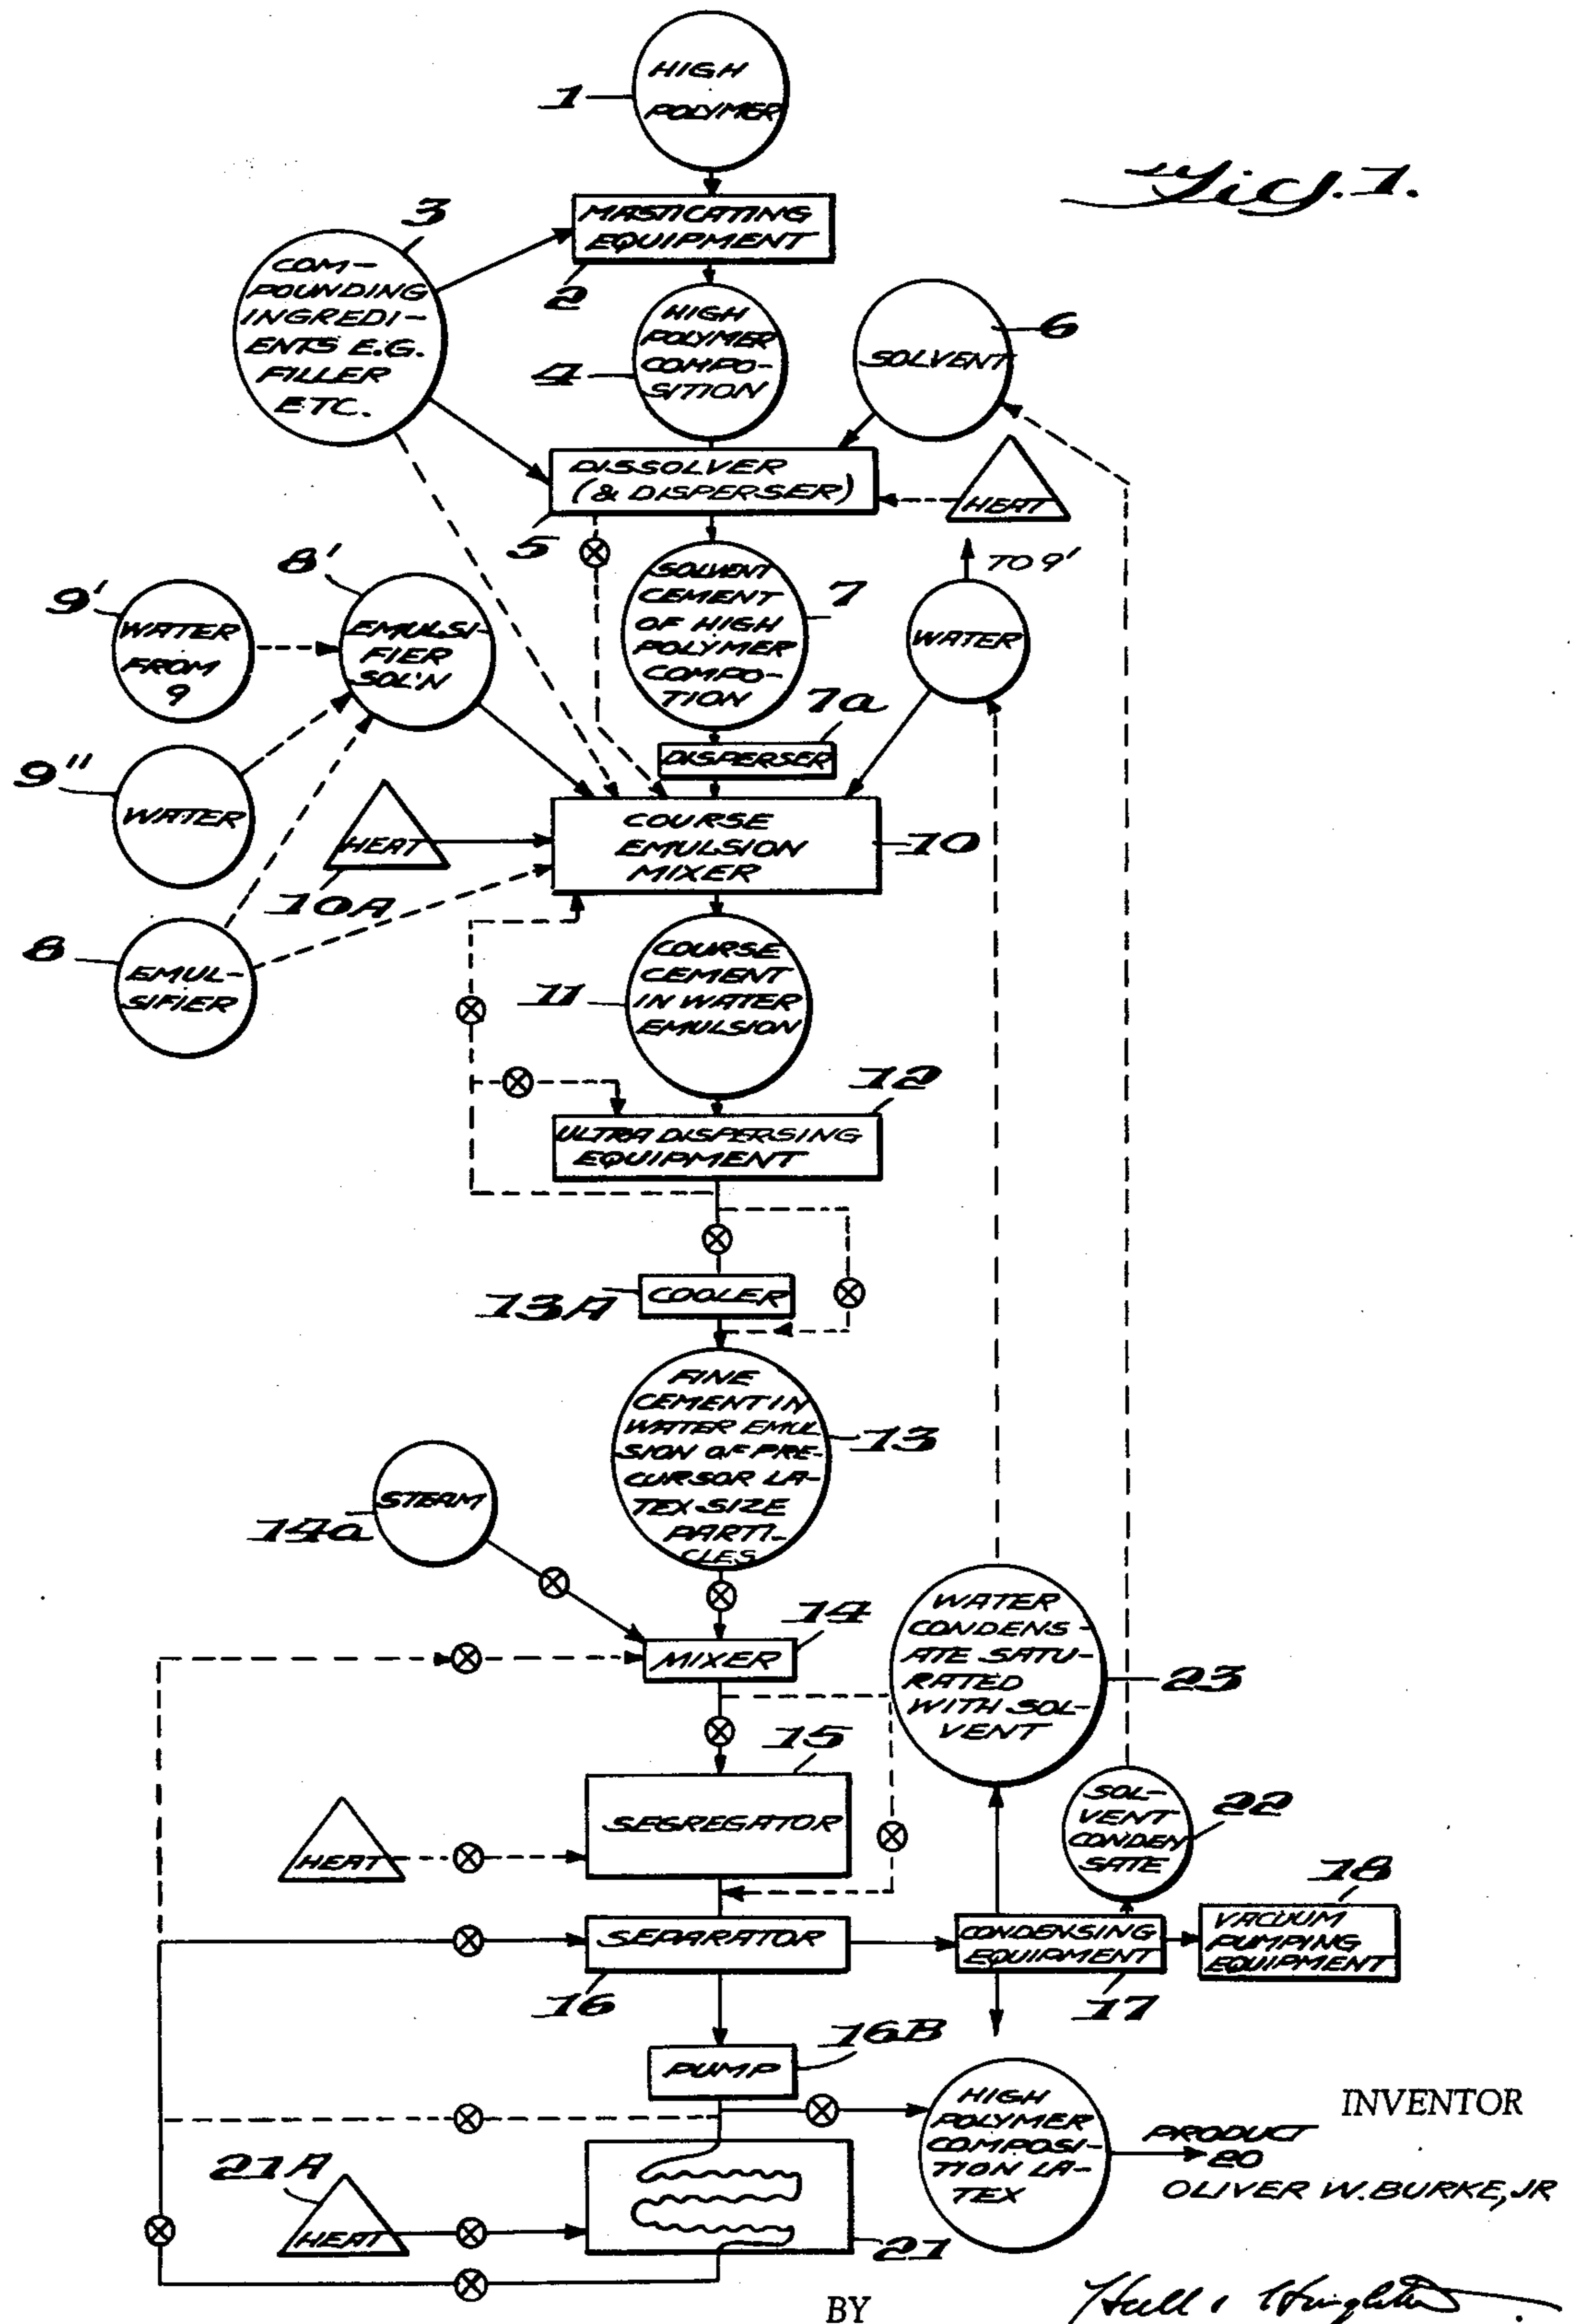 Fig. 1.
1
HIGH
POLYMER
MASTICATING
EQUIPMENT
2
3
COM-
POUNDING
INGREDI-
ENTS E.G.
FILLER
ETC.
HIGH
POLYMER
COMPO-
SITION
4
SOLVENT
6
DISSOLVER
(& DISPERSER)
5
HEAT
TO 9'
WATER
SOLVENT
CEMENT
OF HIGH
POLYMER
COMPO-
TION
7
8'
EMULSI-
FIER
SOL'N
9'
WATER
FROM
9
7a
DISPERSER
9"
WATER
HEAT
10A
COURSE
EMULSION
MIXER
10
8
EMUL-
SIFIER
COURSE
CEMENT
IN WATER
EMULSION
11
12
ULTRA DISPERSING
EQUIPMENT
COOLER
13A
FINE
CEMENT IN
WATER EMUL
SION OF PRE-
CURSOR LA-
TEX SIZE
PARTI-
CLES
13
STEAM
14a
MIXER
14
WATER
CONDENS-
ATE SATU-
RATED
WITH SOL-
VENT
23
15
SEGREGATOR
HEAT
SOL-
VENT
CONDEN
SATE
22
SEPARATOR
16
CONDENSING
EQUIPMENT
17
18
VACUUM
PUMPING
EQUIPMENT
PUMP
16B
HIGH
POLYMER
COMPOSI-
TION LA-
TEX
PRODUCT
20
21A
HEAT
21
INVENTOR
OLIVER W. BURKE, JR
BY